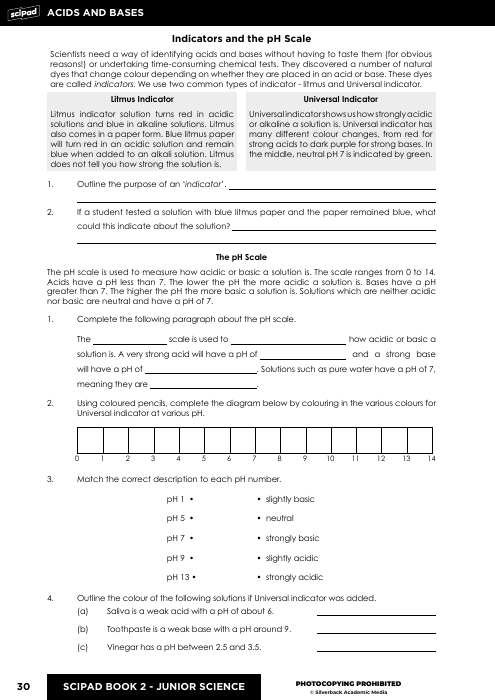 scipad ACIDS AND BASES
Indicators and the pH Scale
Scientists need a way of identifying acids and bases without having to taste them (for obvious
reasons!) or undertaking time-consuming chemical tests. They discovered a number of natural
dyes that change colour depending on whether they are placed in an acid or base. These dyes
are called indicators. We use two common types of indicator - litmus and Universal indicator.
Litmus Indicator
Litmus indicator solution turns red in acidic
solutions and blue in alkaline solutions. Litmus
also comes in a paper form. Blue litmus paper
will turn red in an acidic solution and remain
blue when added to an alkali solution. Litmus
does not tell you how strong the solution is.
Universal Indicator
Universal indicator shows us how strongly acidic
or alkaline a solution is. Universal indicator has
many different colour changes, from red for
strong acids to dark purple for strong bases. In
the middle, neutral pH 7 is indicated by green.
1. Outline the purpose of an 'indicator'.
2. If a student tested a solution with blue litmus paper and the paper remained blue, what
could this indicate about the solution?
The pH Scale
The pH scale is used to measure how acidic or basic a solution is. The scale ranges from 0 to 14.
Acids have a pH less than 7. The lower the pH the more acidic a solution is. Bases have a pH
greater than 7. The higher the pH the more basic a solution is. Solutions which are neither acidic
nor basic are neutral and have a pH of 7.
1. Complete the following paragraph about the pH scale.
The scale is used to how acidic or basic a
solution is. A very strong acid will have a pH of and a strong base
will have a pH of . Solutions such as pure water have a pH of 7,
meaning they are .
2. Using coloured pencils, complete the diagram below by colouring in the various colours for
Universal indicator at various pH.
0 1 2 3 4 5 6 7 8 9 10 11 12 13 14
3. Match the correct description to each pH number.
pH 1 • • slightly basic
pH 5 • • neutral
pH 7 • • strongly basic
pH 9 • • slightly acidic
pH 13 • • strongly acidic
4. Outline the colour of the following solutions if Universal indicator was added.
(a) Saliva is a weak acid with a pH of about 6.
(b) Toothpaste is a weak base with a pH around 9.
(c) Vinegar has a pH between 2.5 and 3.5.
30 SCIPAD BOOK 2 - JUNIOR SCIENCE
PHOTOCOPYING PROHIBITED
© Silverback Academic Media